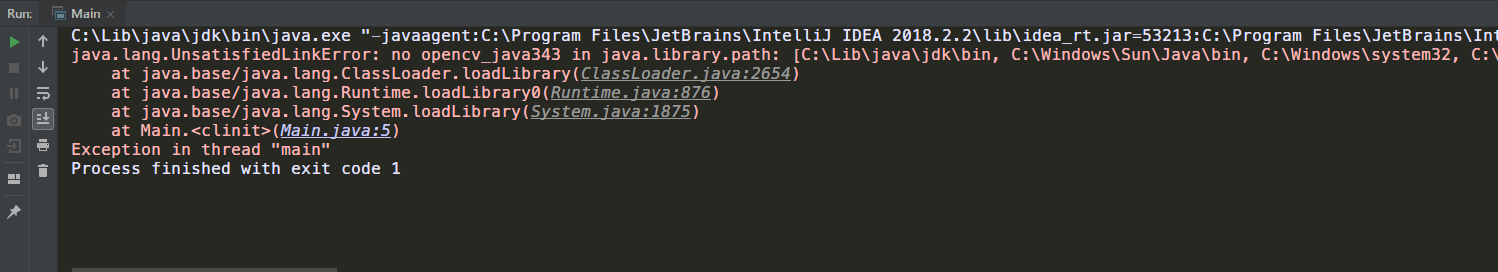 Run: Main ×
C:\Lib\java\jdk\bin\java.exe "-javaagent:C:\Program Files\JetBrains\IntelliJ IDEA 2018.2.2\lib\idea_rt.jar=53213:C:\Program Files\JetBrains\Int
java.lang.UnsatisfiedLinkError: no opencv_java343 in java.library.path: [C:\Lib\java\jdk\bin, C:\Windows\Sun\Java\bin, C:\Windows\system32, C:\
at java.base/java.lang.ClassLoader.loadLibrary(ClassLoader.java:2654)
at java.base/java.lang.Runtime.loadLibrary0(Runtime.java:876)
at java.base/java.lang.System.loadLibrary(System.java:1875)
at Main.<clinit>(Main.java:5)
Exception in thread "main"
Process finished with exit code 1